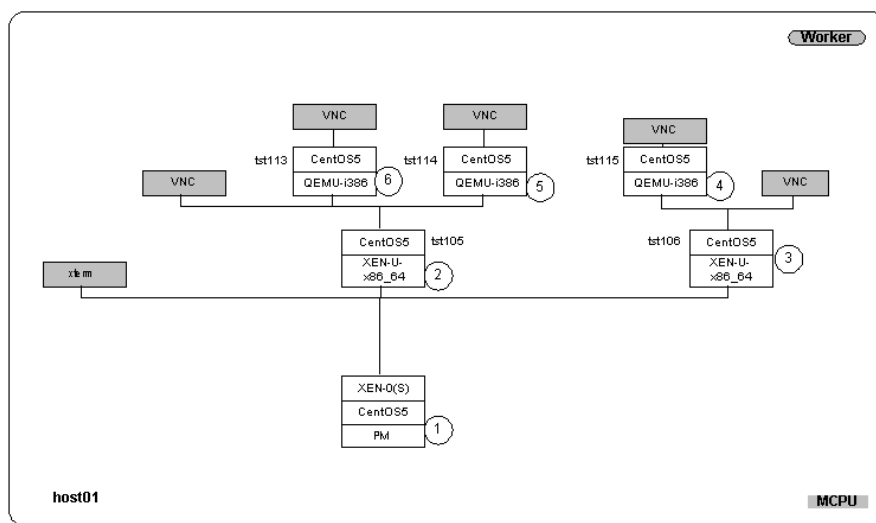 Worker
VNC
VNC
VNC
tst113
CentOS5
tst114
CentOS5
tst115
CentOS5
VNC
QEMU-i386
6
QEMU-i386
5
QEMU-i386
4
VNC
CentOS5
tst105
tst106
CentOS5
xterm
XEN-U-
x86_64
2
XEN-U-
x86_64
3
XEN-0(S)
CentOS5
PM
1
host01
MCPU